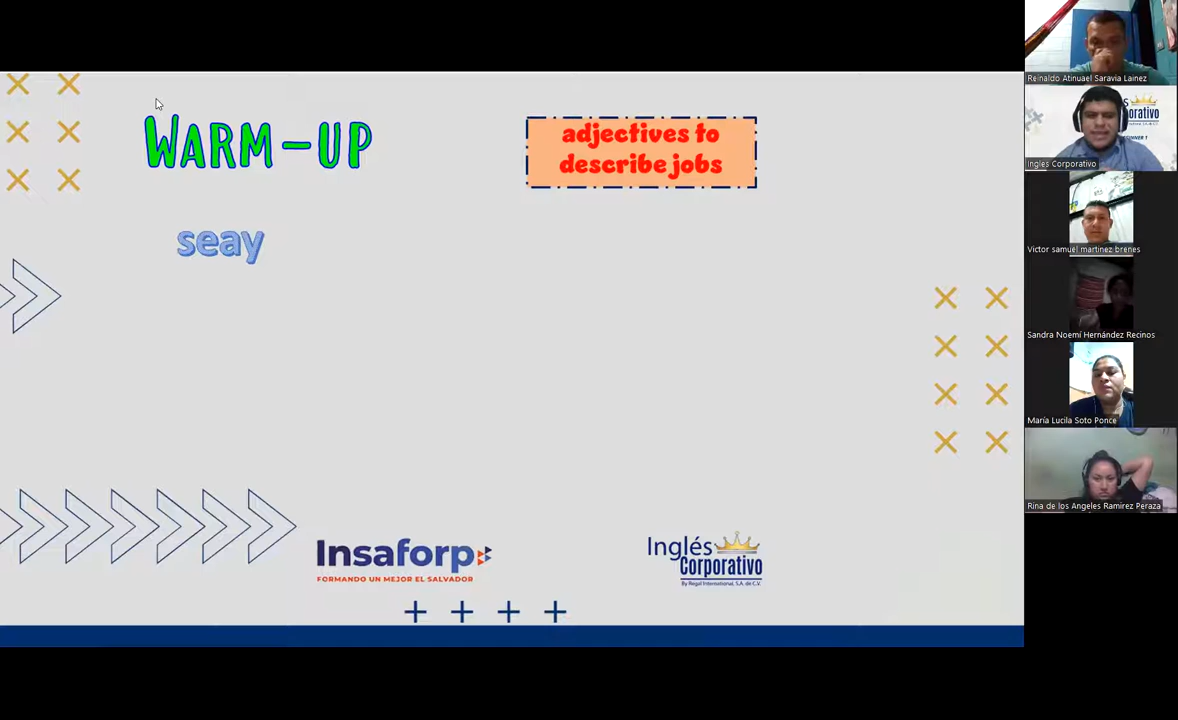 WARM-UP
adjectives to
describe jobs
seay
Insaforp
FORMANDO UN MEJOR EL SALVADOR
Inglés
Corporativo
By Regal International, S.A. de C.V.
Reinaldo Atinuael Saravia Lainez
Ingles Corporativo
Victor samuel martinez brenes
Sandra Noemí Hernández Recinos
María Lucila Soto Ponce
Rina de los Angeles Ramirez Peraza